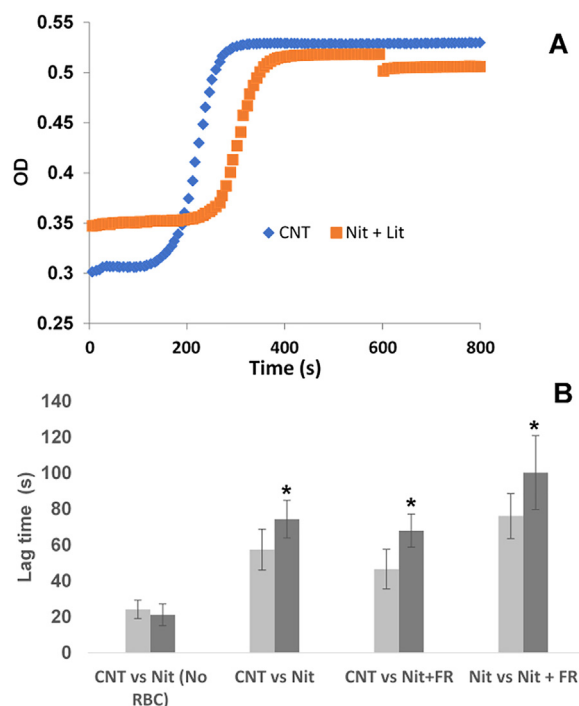 A
0.55
0.5
0.45
0.4
0.35
0.3
0.25
OD
CNT
Nit + Lit
0
200
400
600
800
Time (s)
B
140
120
100
80
60
40
20
0
Lag time (s)
*
*
*
CNT vs Nit (No
RBC)
CNT vs Nit
CNT vs Nit+FR
Nit vs Nit + FR